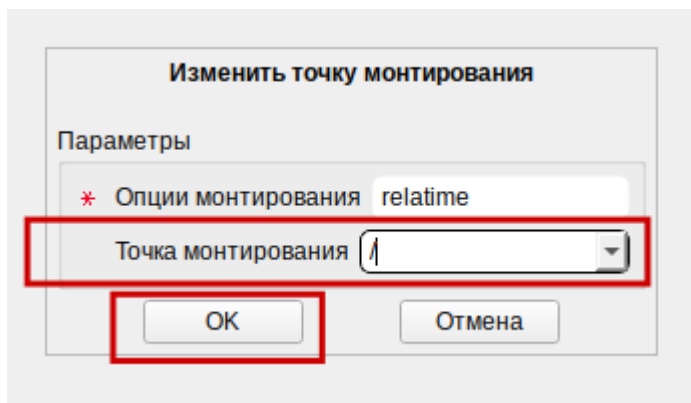 Изменить точку монтирования
Параметры
* Опции монтирования relatime
Точка монтирования /
OK Отмена